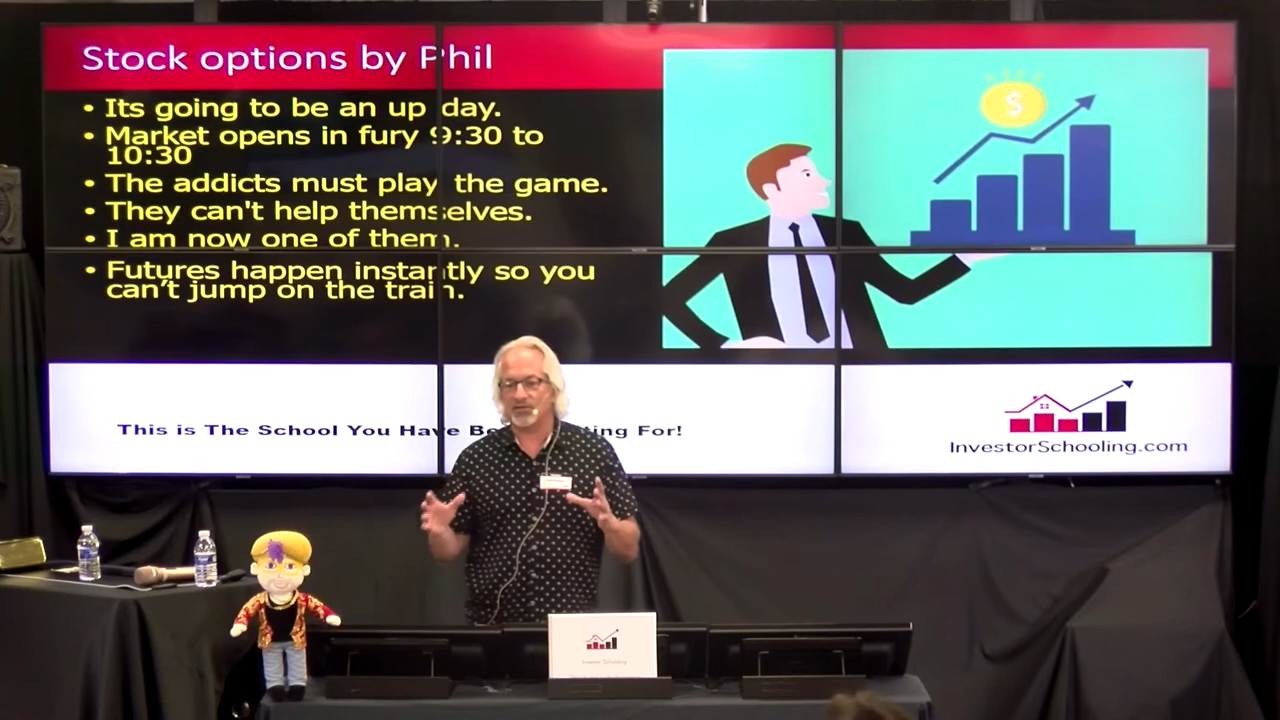 Stock options by Phil
• Its going to be an up day.
• Market opens in fury 9:30 to
10:30
• The addicts must play the game.
• They can't help themselves.
• I am now one of them.
• Futures happen instantly so you
can't jump on the train.
$
This is The School You Have Be ting For!
InvestorSchooling.com
Investor Schooling